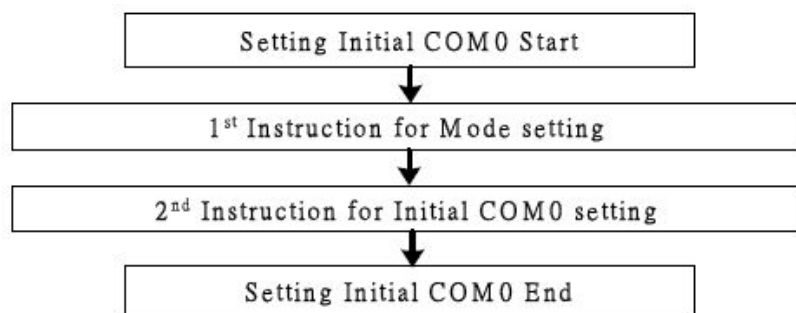 Setting Initial COM0 Start
1st Instruction for Mode setting
2nd Instruction for Initial COM0 setting
Setting Initial COM0 End